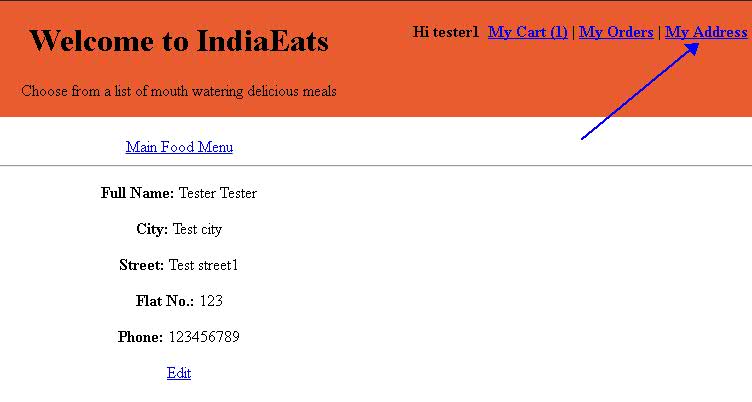 Welcome to IndiaEats
Hi tester1 My Cart (1) | My Orders | My Address
Choose from a list of mouth watering delicious meals
Main Food Menu
Full Name: Tester Tester
City: Test city
Street: Test street1
Flat No.: 123
Phone: 123456789
Edit